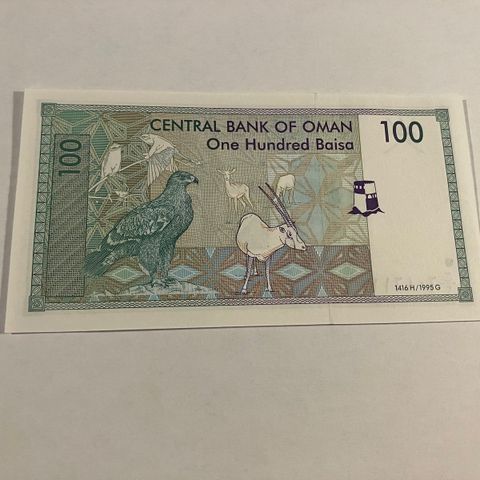 CENTRAL BANK OF OMAN
One Hundred Baisa
100
100
1416 H / 1995 G